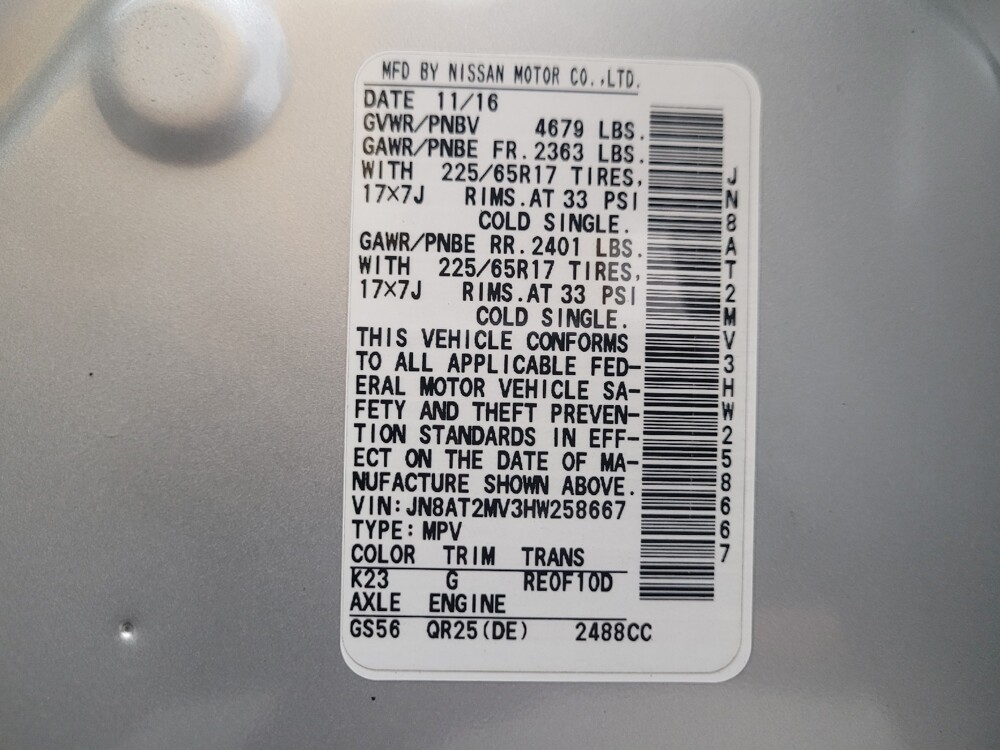 MFD BY NISSAN MOTOR CO.,LTD.
DATE 11/16
GVWR/PNBV 4679 LBS.
GAWR/PNBE FR.2363 LBS.
WITH 225/65R17 TIRES,
17×7J RIMS.AT 33 PSI
COLD SINGLE.
GAWR/PNBE RR.2401 LBS.
WITH 225/65R17 TIRES,
17×7J RIMS.AT 33 PSI
COLD SINGLE.
THIS VEHICLE CONFORMS
TO ALL APPLICABLE FED-
ERAL MOTOR VEHICLE SA-
FETY AND THEFT PREVEN-
TION STANDARDS IN EFF-
ECT ON THE DATE OF MA-
NUFACTURE SHOWN ABOVE.
VIN:JN8AT2MV3HW258667
TYPE:MPV
COLOR TRIM TRANS
K23 G RE0F10D
AXLE ENGINE
GS56 QR25(DE) 2488CC
JN8AT2MV3HW258667